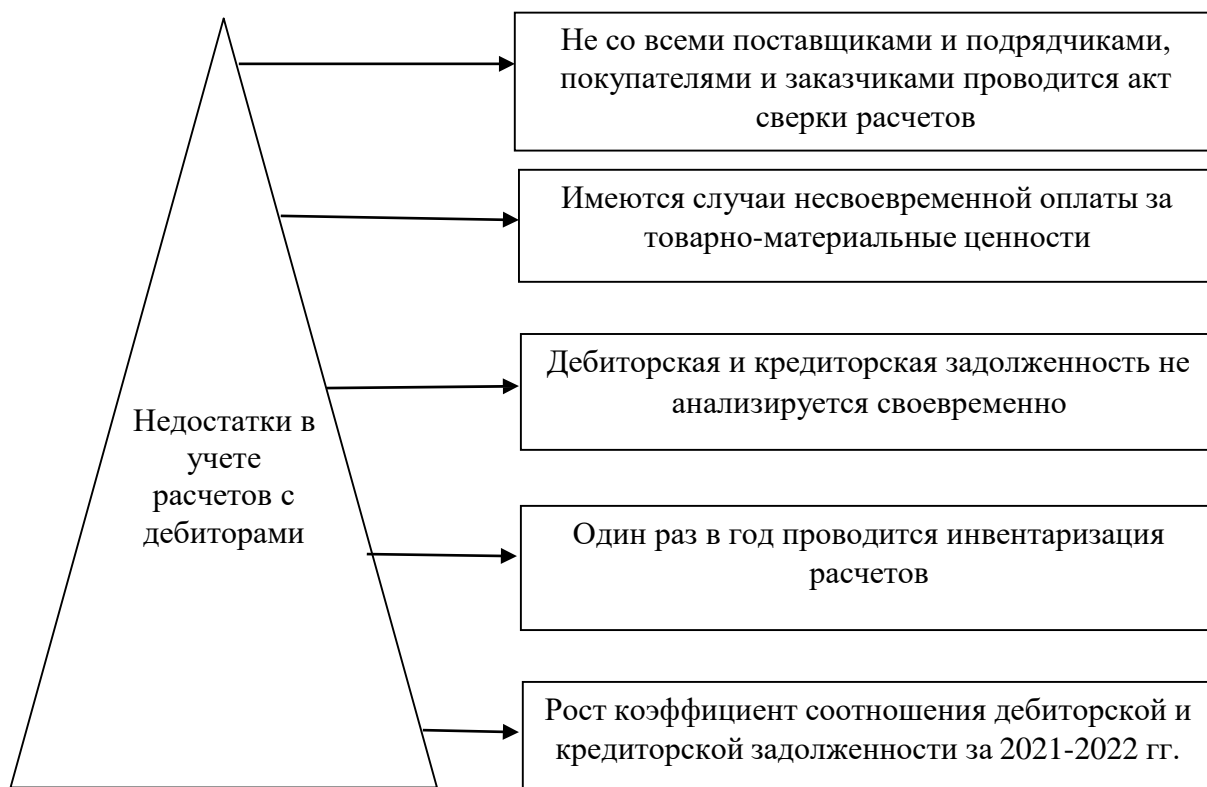 Не со всеми поставщиками и подрядчиками,
покупателями и заказчиками проводится акт
сверки расчетов
Имеются случаи несвоевременной оплаты за
товарно-материальные ценности
Дебиторская и кредиторская задолженность не
анализируется своевременно
Недостатки в
учете
расчетов с
дебиторами
Один раз в год проводится инвентаризация
расчетов
Рост коэффициент соотношения дебиторской и
кредиторской задолженности за 2021-2022 гг.